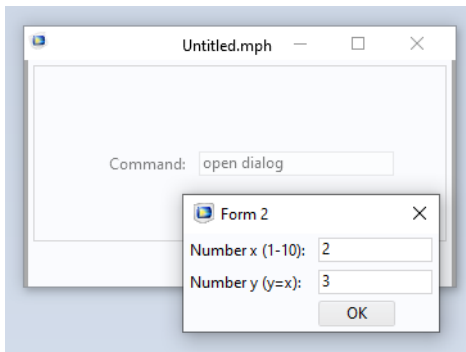 Untitled.mph
Command: open dialog
Form 2
Number x (1-10): 2
Number y (y=x): 3
OK